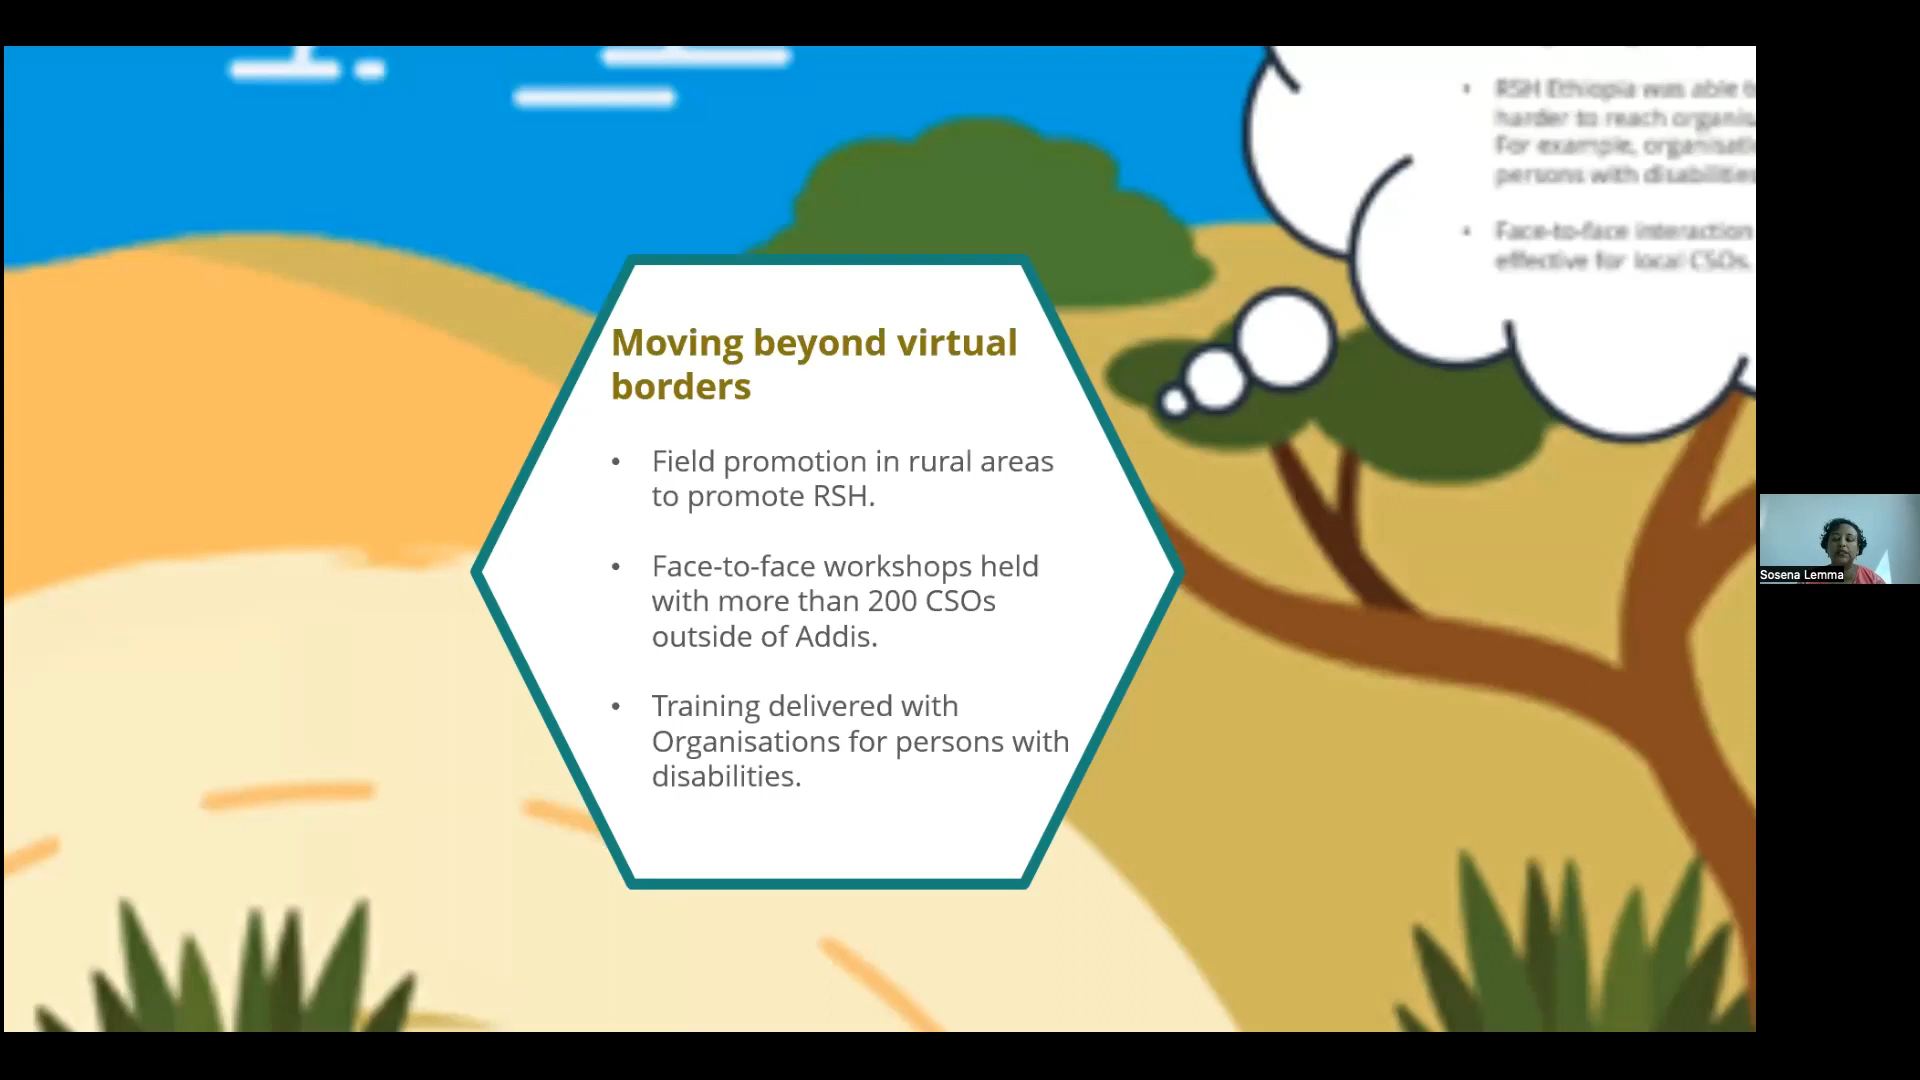 Moving beyond virtual
borders
• Field promotion in rural areas
to promote RSH.
• Face-to-face workshops held
with more than 200 CSOs
outside of Addis.
• Training delivered with
Organisations for persons with
disabilities.
• RSH Ethiopia was able
harder to reach
For example,
persons with
• Face-to-face interaction
effective for local CSOs.
Sosena Lemma